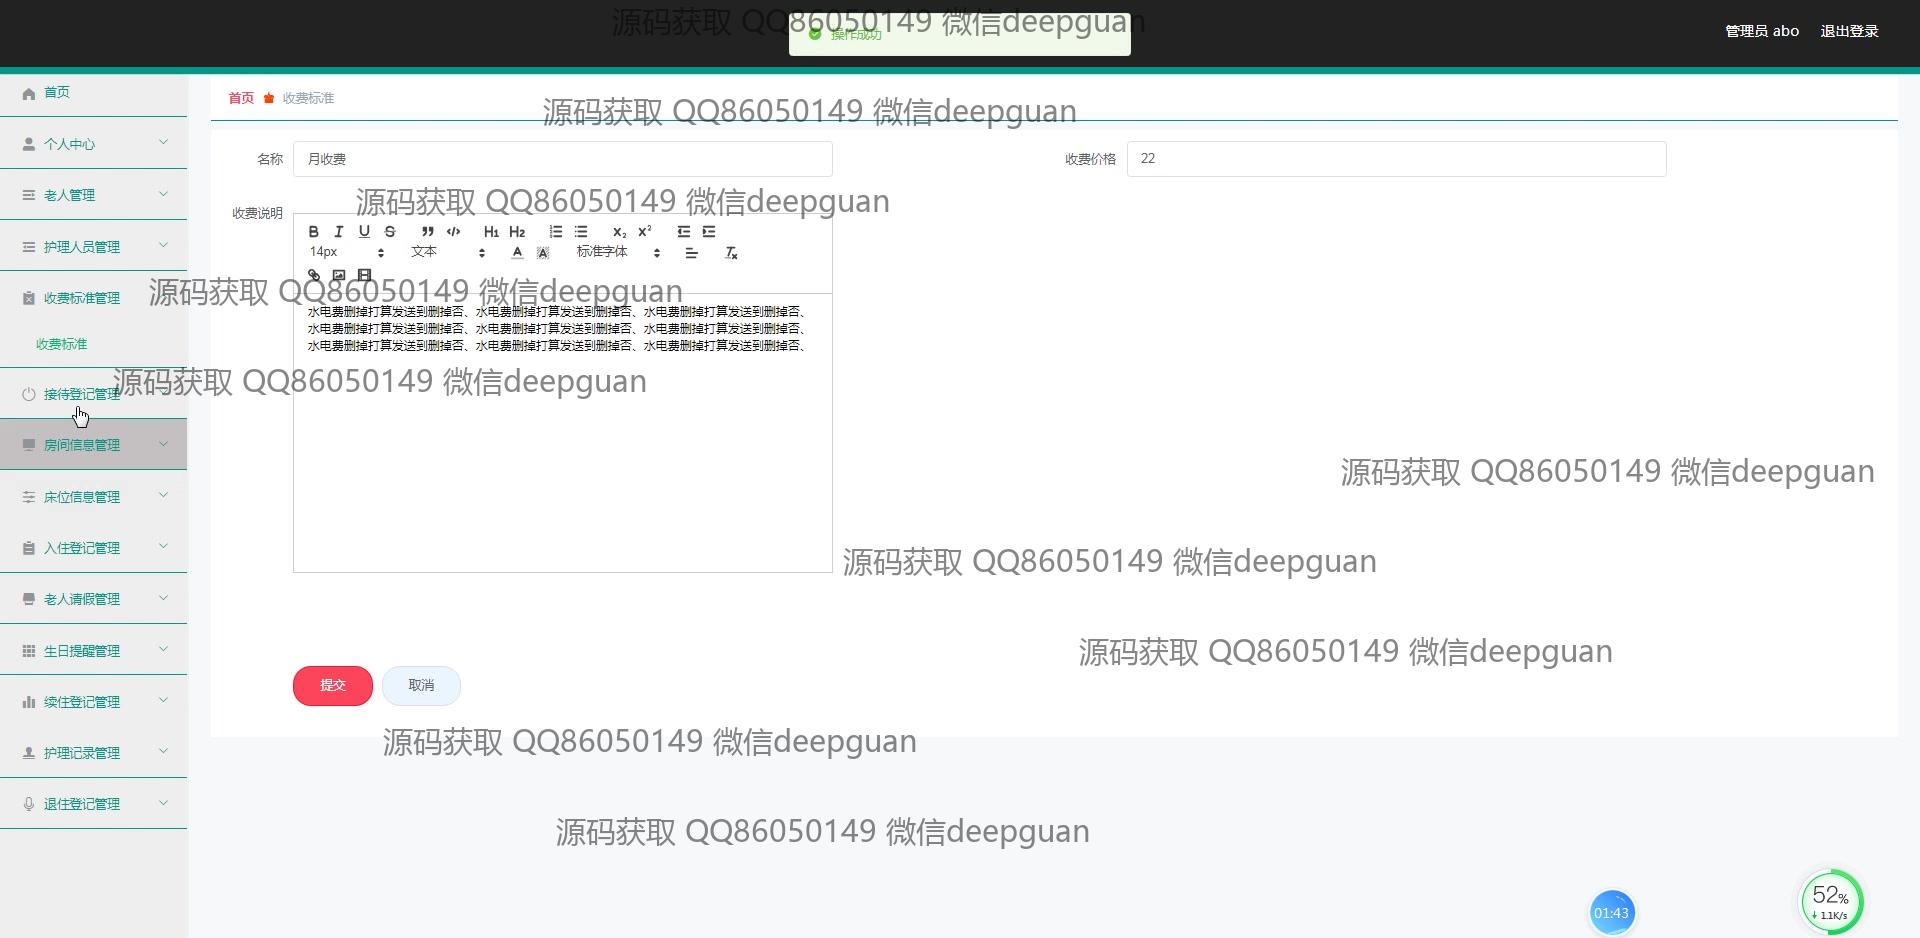 源码获取 QQ86050149 微信deepguan
操作成功
管理员 abo
退出登录
首页
个人中心
老人管理
护理人员管理
收费标准管理
收费标准
接待登记管理
房间信息管理
床位信息管理
入住登记管理
老人请假管理
生日提醒管理
续住登记管理
护理记录管理
退住登记管理
首页 收费标准
源码获取 QQ86050149 微信deepguan
名称 月收费
收费价格 22
源码获取 QQ86050149 微信deepguan
收费说明
B I U S ” </> H1 H2 X2 X2
14px 文本 A A 标准字体 Tx
源码获取 QQ86050149 微信deepguan
水电费删掉打算发送到删掉否、水电费删掉打算发送到删掉否、水电费删掉打算发送到删掉否、
水电费删掉打算发送到删掉否、水电费删掉打算发送到删掉否、水电费删掉打算发送到删掉否、
水电费删掉打算发送到删掉否、水电费删掉打算发送到删掉否、水电费删掉打算发送到删掉否、
源码获取 QQ86050149 微信deepguan
源码获取 QQ86050149 微信deepguan
源码获取 QQ86050149 微信deepguan
源码获取 QQ86050149 微信deepguan
提交 取消
源码获取 QQ86050149 微信deepguan
源码获取 QQ86050149 微信deepguan
01:43
52%
1.1K/s